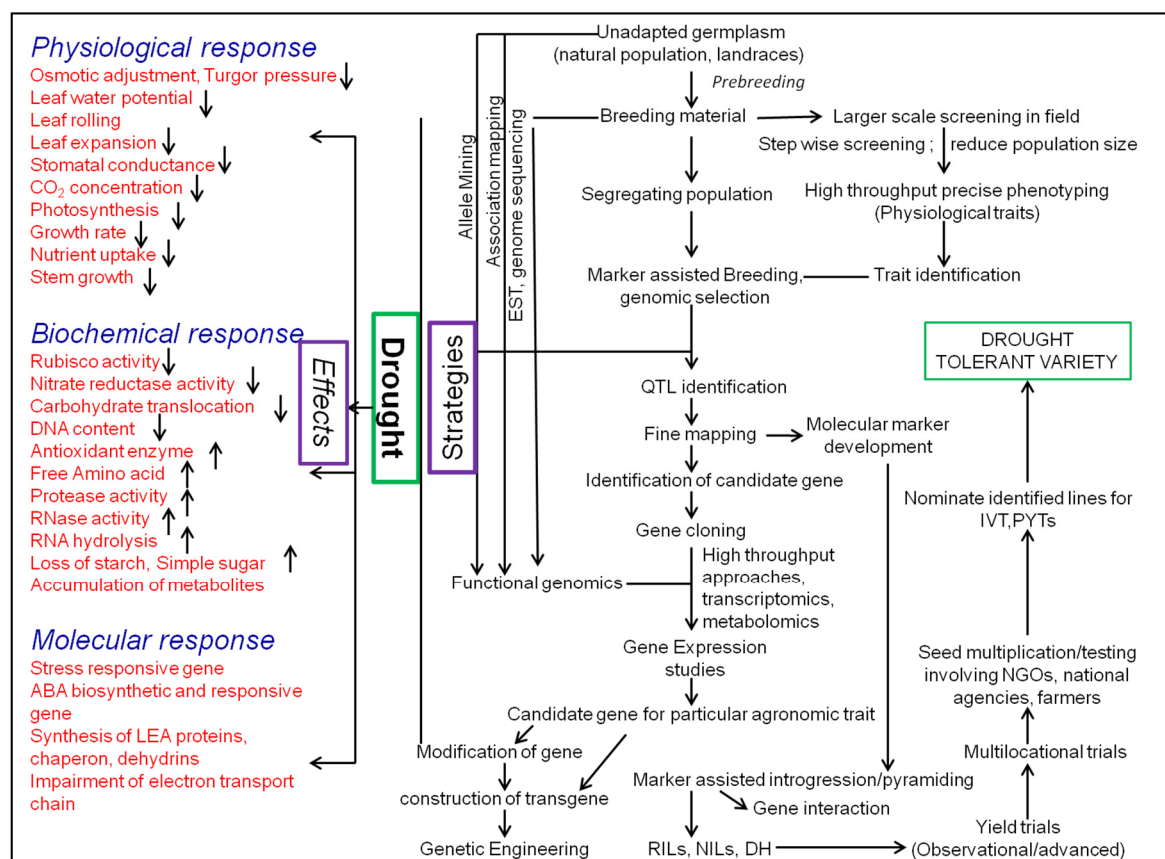 Physiological response
Osmotic adjustment, Turgor pressure
Leaf water potential
Leaf rolling
Leaf expansion
Stomatal conductance
CO₂ concentration
Photosynthesis
Growth rate
Nutrient uptake
Stem growth
Biochemical response
Rubisco activity
Nitrate reductase activity
Carbohydrate translocation
DNA content
Antioxidant enzyme
Free Amino acid
Protease activity
RNase activity
RNA hydrolysis
Loss of starch, Simple sugar
Accumulation of metabolites
Molecular response
Stress responsive gene
ABA biosynthetic and responsive
gene
Synthesis of LEA proteins,
chaperon, dehydrins
Impairment of electron transport
chain
Effects
Drought
Strategies
Allele Mining
Association mapping
EST, genome sequencing
Unadapted germplasm
(natural population, landraces)
Prebreeding
Breeding material
Larger scale screening in field
Step wise screening ; reduce population size
High throughput precise phenotyping
(Physiological traits)
Trait identification
Segregating population
Marker assisted Breeding,
genomic selection
QTL identification
Fine mapping
Molecular marker
development
Identification of candidate gene
Gene cloning
Functional genomics
High throughput
approaches,
transcriptomics,
metabolomics
Gene Expression
studies
Candidate gene for particular agronomic trait
Modification of gene
construction of transgene
Genetic Engineering
Marker assisted introgression/pyramiding
Gene interaction
RILs, NILs, DH
Yield trials
(Observational/advanced)
Multilocational trials
Seed multiplication/testing
involving NGOs, national
agencies, farmers
Nominate identified lines for
IVT,PYTs
DROUGHT
TOLERANT VARIETY